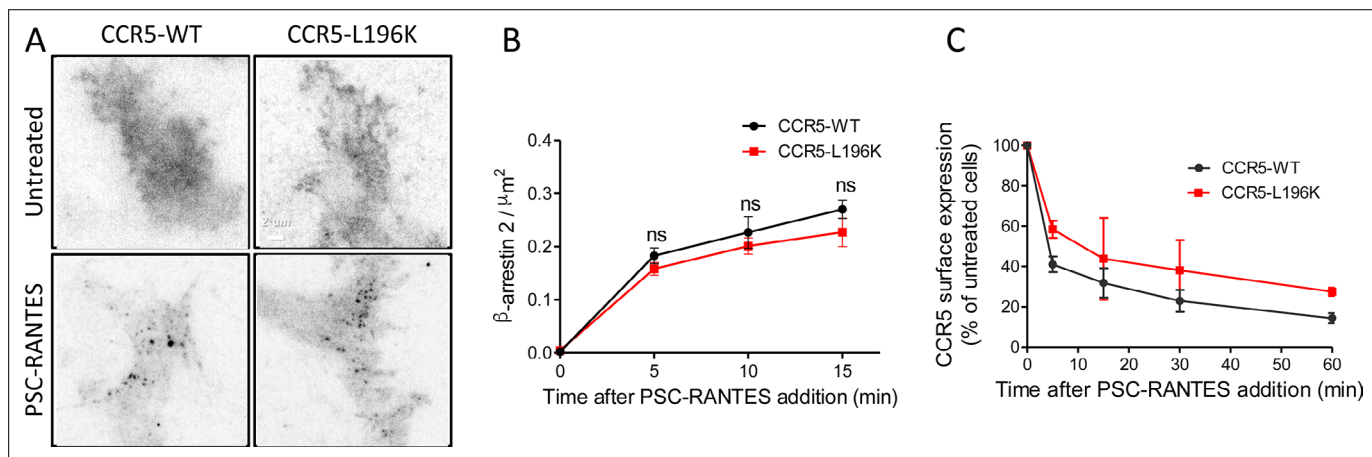 A
CCR5-WT
CCR5-L196K
Untreated
2 um
PSC-RANTES
B
CCR5-WT
CCR5-L196K
β-arrestin 2 / µm²
0.4
0.3
0.2
0.1
0.0
ns
ns
ns
0
5
10
15
Time after PSC-RANTES addition (min)
C
CCR5-WT
CCR5-L196K
CCR5 surface expression
(% of untreated cells)
100
80
60
40
20
0
0
10
20
30
40
50
60
Time after PSC-RANTES addition (min)